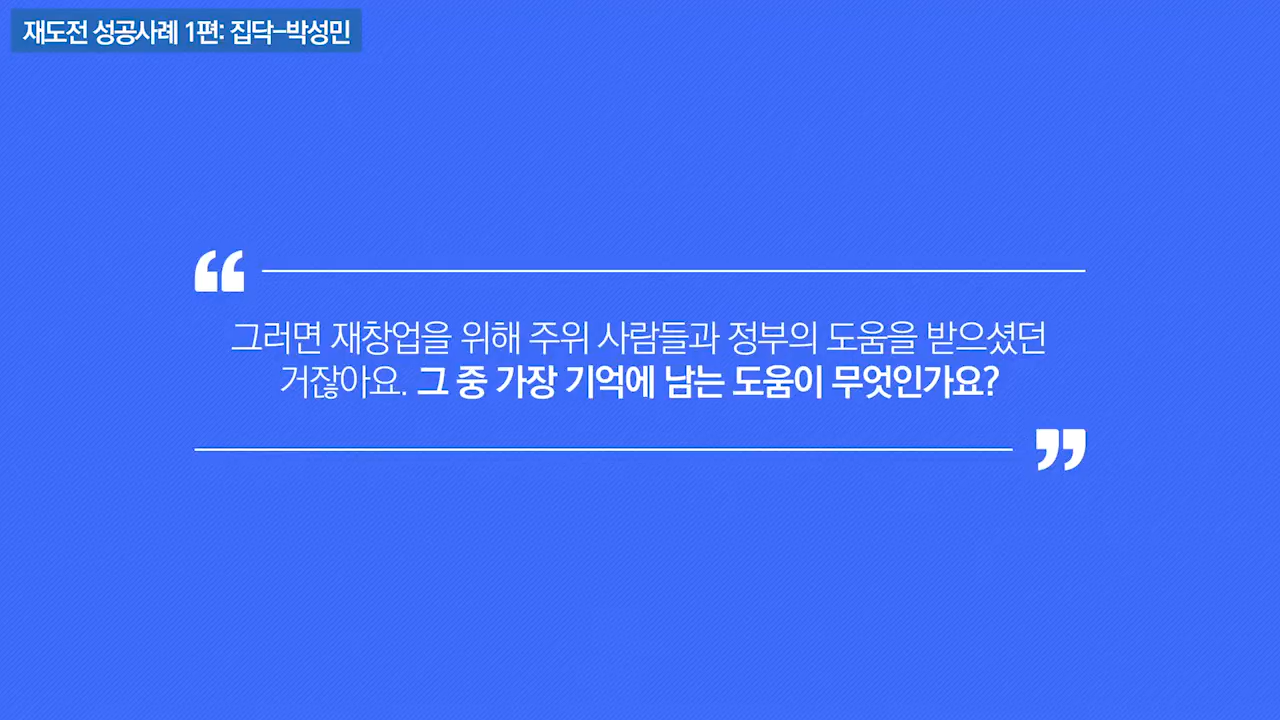 재도전 성공사례 1편: 집닥-박성민
“
그러면 재창업을 위해 주위 사람들과 정부의 도움을 받으셨던
거잖아요. 그 중 가장 기억에 남는 도움이 무엇인가요?
”